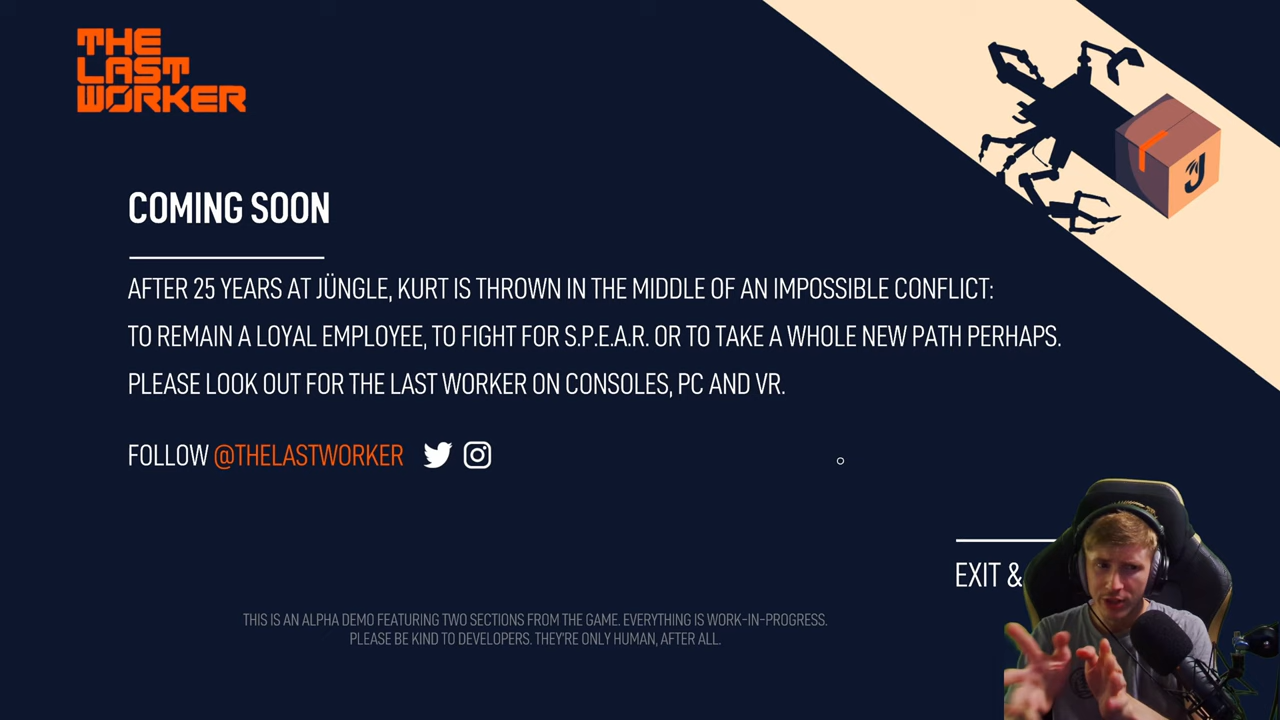 THE
LAST
WORKER
COMING SOON
AFTER 25 YEARS AT JÜNGLE, KURT IS THROWN IN THE MIDDLE OF AN IMPOSSIBLE CONFLICT:
TO REMAIN A LOYAL EMPLOYEE, TO FIGHT FOR S.P.E.A.R. OR TO TAKE A WHOLE NEW PATH PERHAPS.
PLEASE LOOK OUT FOR THE LAST WORKER ON CONSOLES, PC AND VR.
FOLLOW @THELASTWORKER
EXIT &
THIS IS AN ALPHA DEMO FEATURING TWO SECTIONS FROM THE GAME. EVERYTHING IS WORK-IN-PROGRESS.
PLEASE BE KIND TO DEVELOPERS. THEY'RE ONLY HUMAN, AFTER ALL.